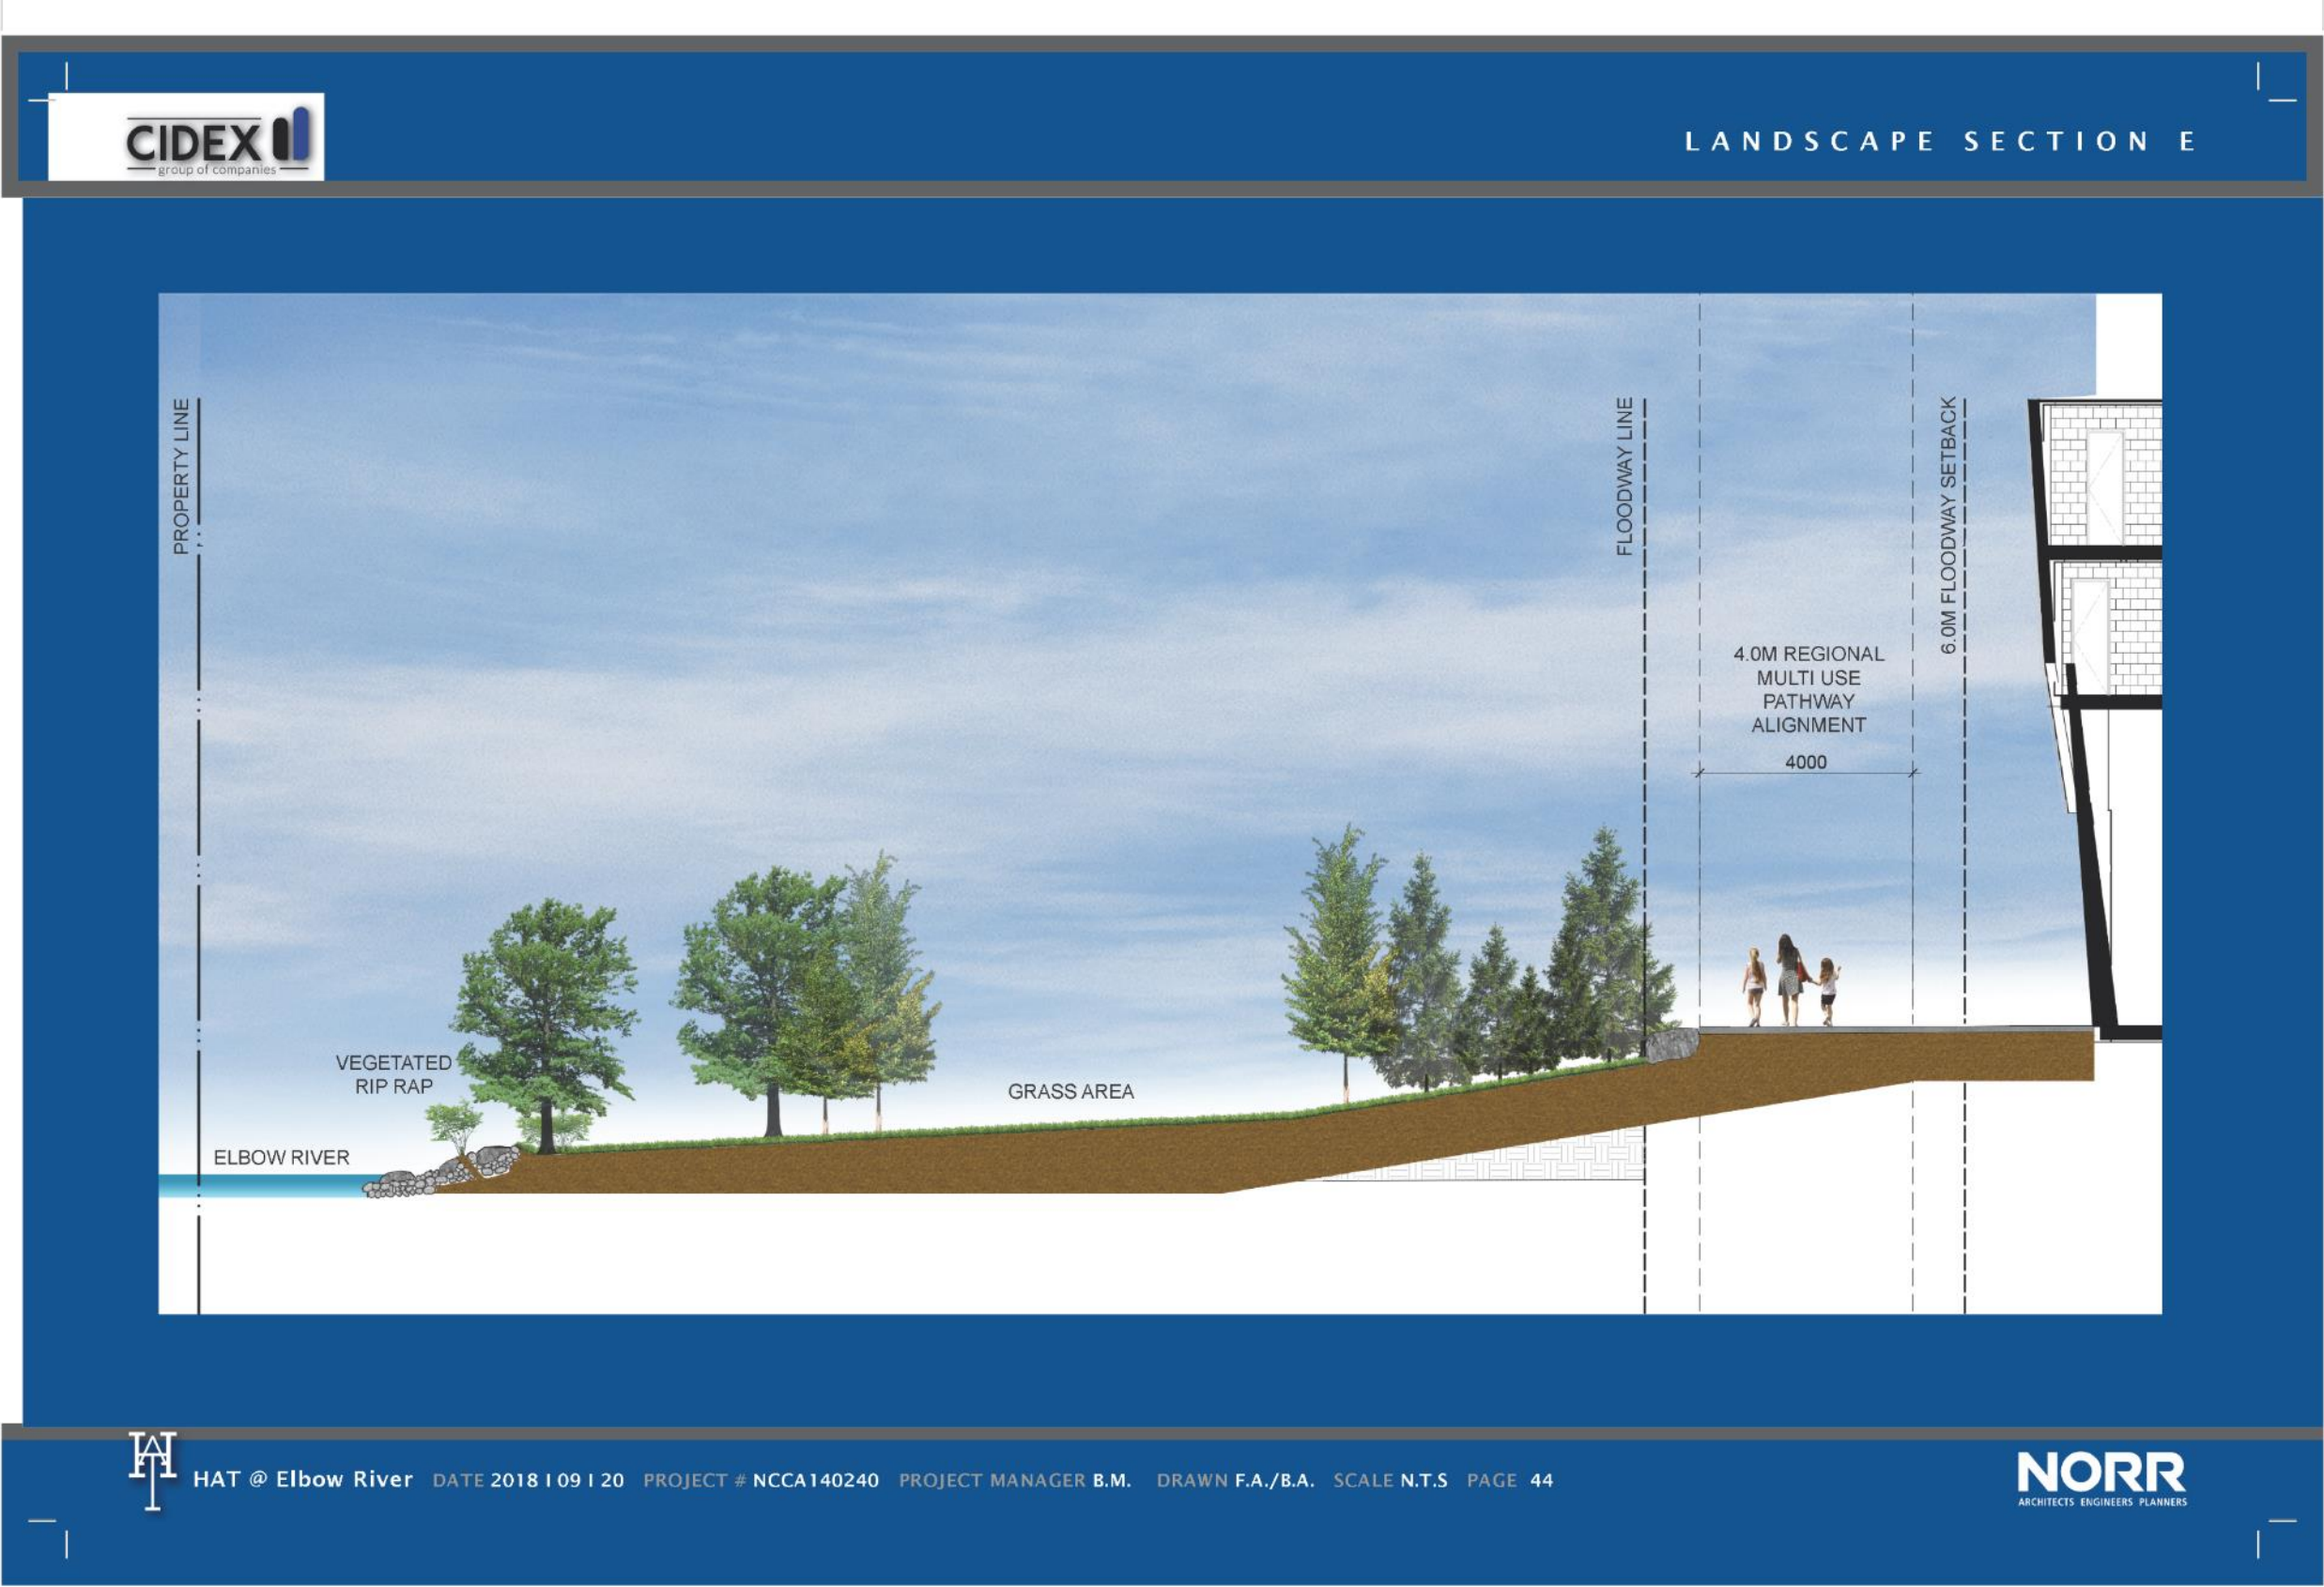 CIDEX
group of companies
LANDSCAPE SECTION E
PROPERTY LINE
FLOODWAY LINE
6.0M FLOODWAY SETBACK
4.0M REGIONAL
MULTI USE
PATHWAY
ALIGNMENT
4000
VEGETATED
RIP RAP
GRASS AREA
ELBOW RIVER
HAT @ Elbow River DATE 2018 I 09 I 20 PROJECT # NCCA140240 PROJECT MANAGER B.M. DRAWN F.A./B.A. SCALE N.T.S PAGE 44
NORR
ARCHITECTS ENGINEERS PLANNERS